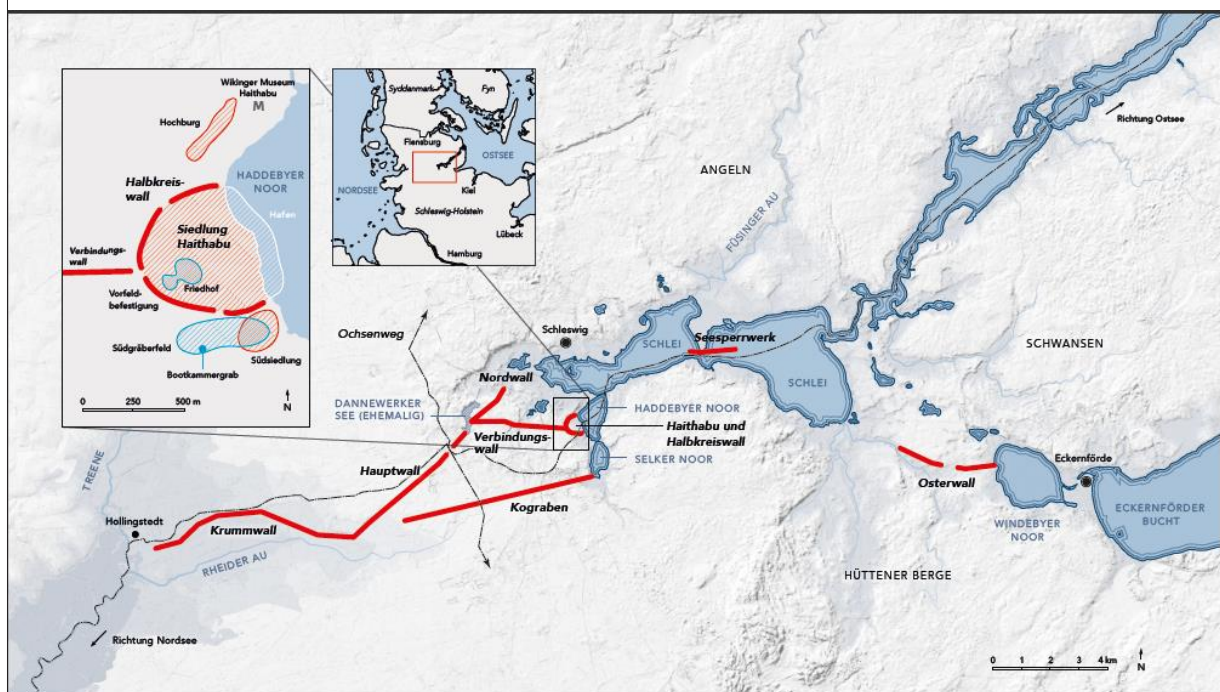 Wikinger Museum
Haithabu
M
Hochburg
HADDEBYER
NOOR
Halbkreis-
wall
Hafen
Siedlung
Haithabu
Verbindungs-
wall
Friedhof
Vorfeld-
befestigung
Südgräberfeld
Südsiedlung
Bootkammergrab
0 250 500 m
N
Syddanmark
Fyn
Flensburg
OSTSEE
NORDSEE
Kiel
Schleswig-Holstein
Lübeck
Hamburg
Richtung Ostsee
ANGELN
FÜSINGER AU
Ochsenweg
Schleswig
SCHLEI
Seesperrwerk
SCHWANSEN
SCHLEI
Nordwall
DANNEWERKER
SEE (EHEMALIG)
HADDEBYER NOOR
Haithabu und
Halbkreiswall
Verbindungs-
wall
SELKER NOOR
Hauptwall
Osterwall
Eckernförde
TREENE
Kograben
WINDEBYER
NOOR
ECKERNFÖRDER
BUCHT
Hollingstedt
Krummwall
RHEIDER AU
HÜTTENER BERGE
Richtung Nordsee
0 1 2 3 4 km
N